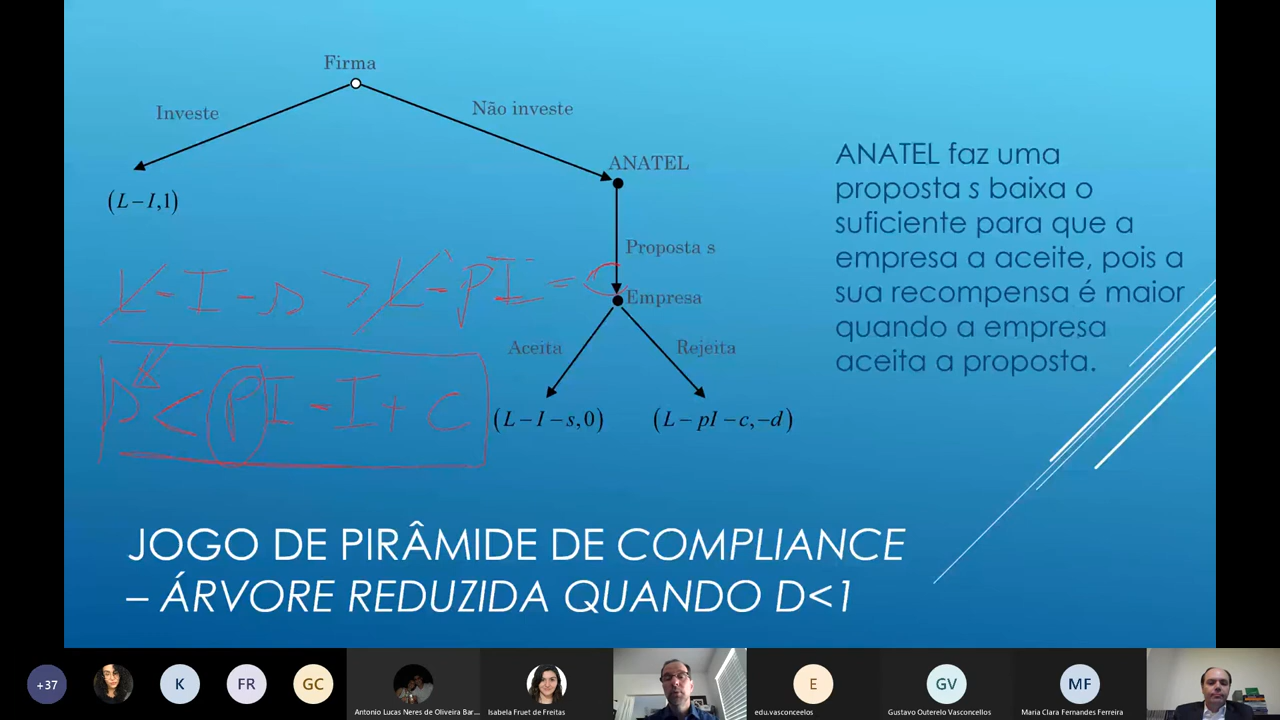 Firma
Investe
Não investe
ANATEL
(L−I,1)
Proposta s
L - I - s > L - pI - c
Empresa
Aceita
Rejeita
s < pI - I + c
(L−I−s,0)
(L−pI−c,−d)
ANATEL faz uma
proposta s baixa o
suficiente para que a
empresa a aceite, pois a
sua recompensa é maior
quando a empresa
aceita a proposta.
JOGO DE PIRÂMIDE DE COMPLIANCE
– ÁRVORE REDUZIDA QUANDO D<1
+37
K
FR
GC
Antonio Lucas Neres de Oliveira Bar...
Isabela Fruet de Freitas
E
edu.vasconceelos
GV
Gustavo Outerelo Vasconcellos
MF
Maria Clara Fernandes Ferreira